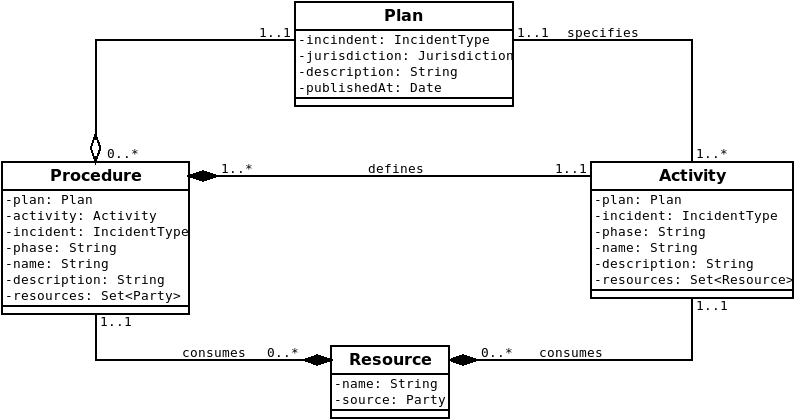 Plan
1..1
-incindent: IncidentType
1..1 specifies
-jurisdiction: Jurisdiction
-description: String
-publishedAt: Date
0..*
1..*
Procedure
1..*
defines
1..1
Activity
-plan: Plan
-activity: Activity
-incident: IncidentType
-phase: String
-name: String
-description: String
-resources: Set<Party>
-plan: Plan
-incident: IncidentType
-phase: String
-name: String
-description: String
-resources: Set<Resource>
1..1
1..1
consumes 0..*
Resource
0..* consumes
-name: String
-source: Party